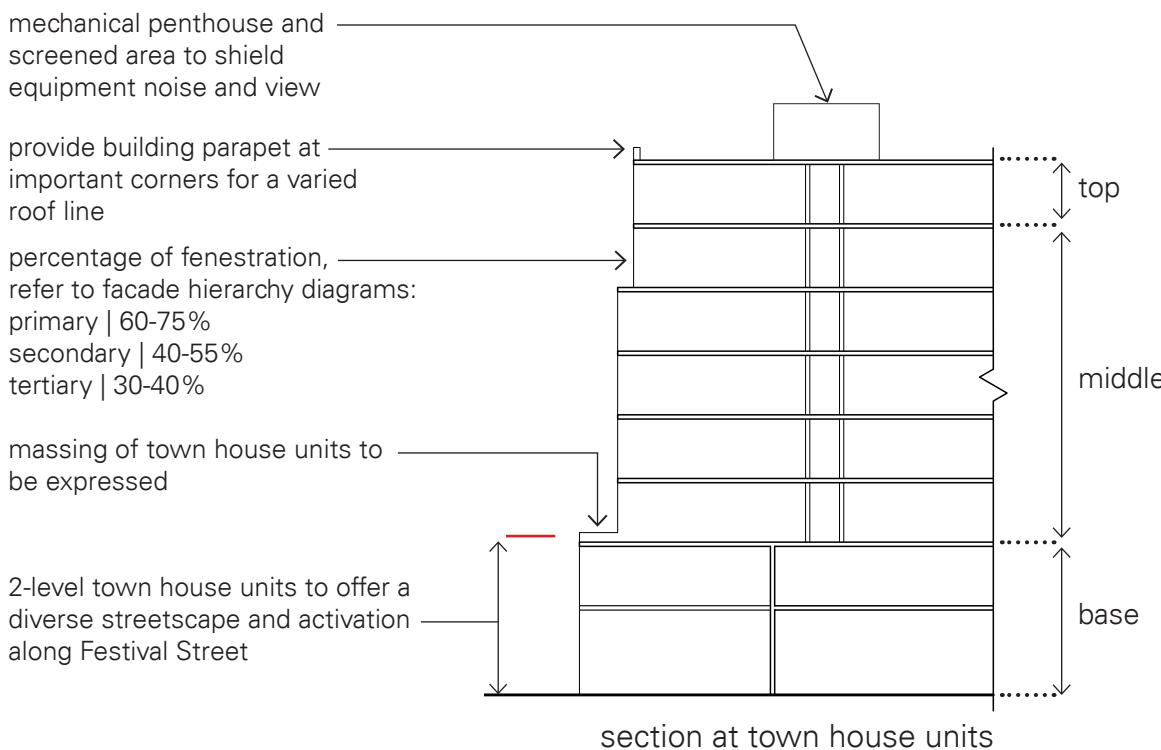 mechanical penthouse and
screened area to shield
equipment noise and view
provide building parapet at
important corners for a varied
roof line
percentage of fenestration,
refer to facade hierarchy diagrams:
primary | 60-75%
secondary | 40-55%
tertiary | 30-40%
massing of town house units to
be expressed
2-level town house units to offer a
diverse streetscape and activation
along Festival Street
top
middle
base
section at town house units